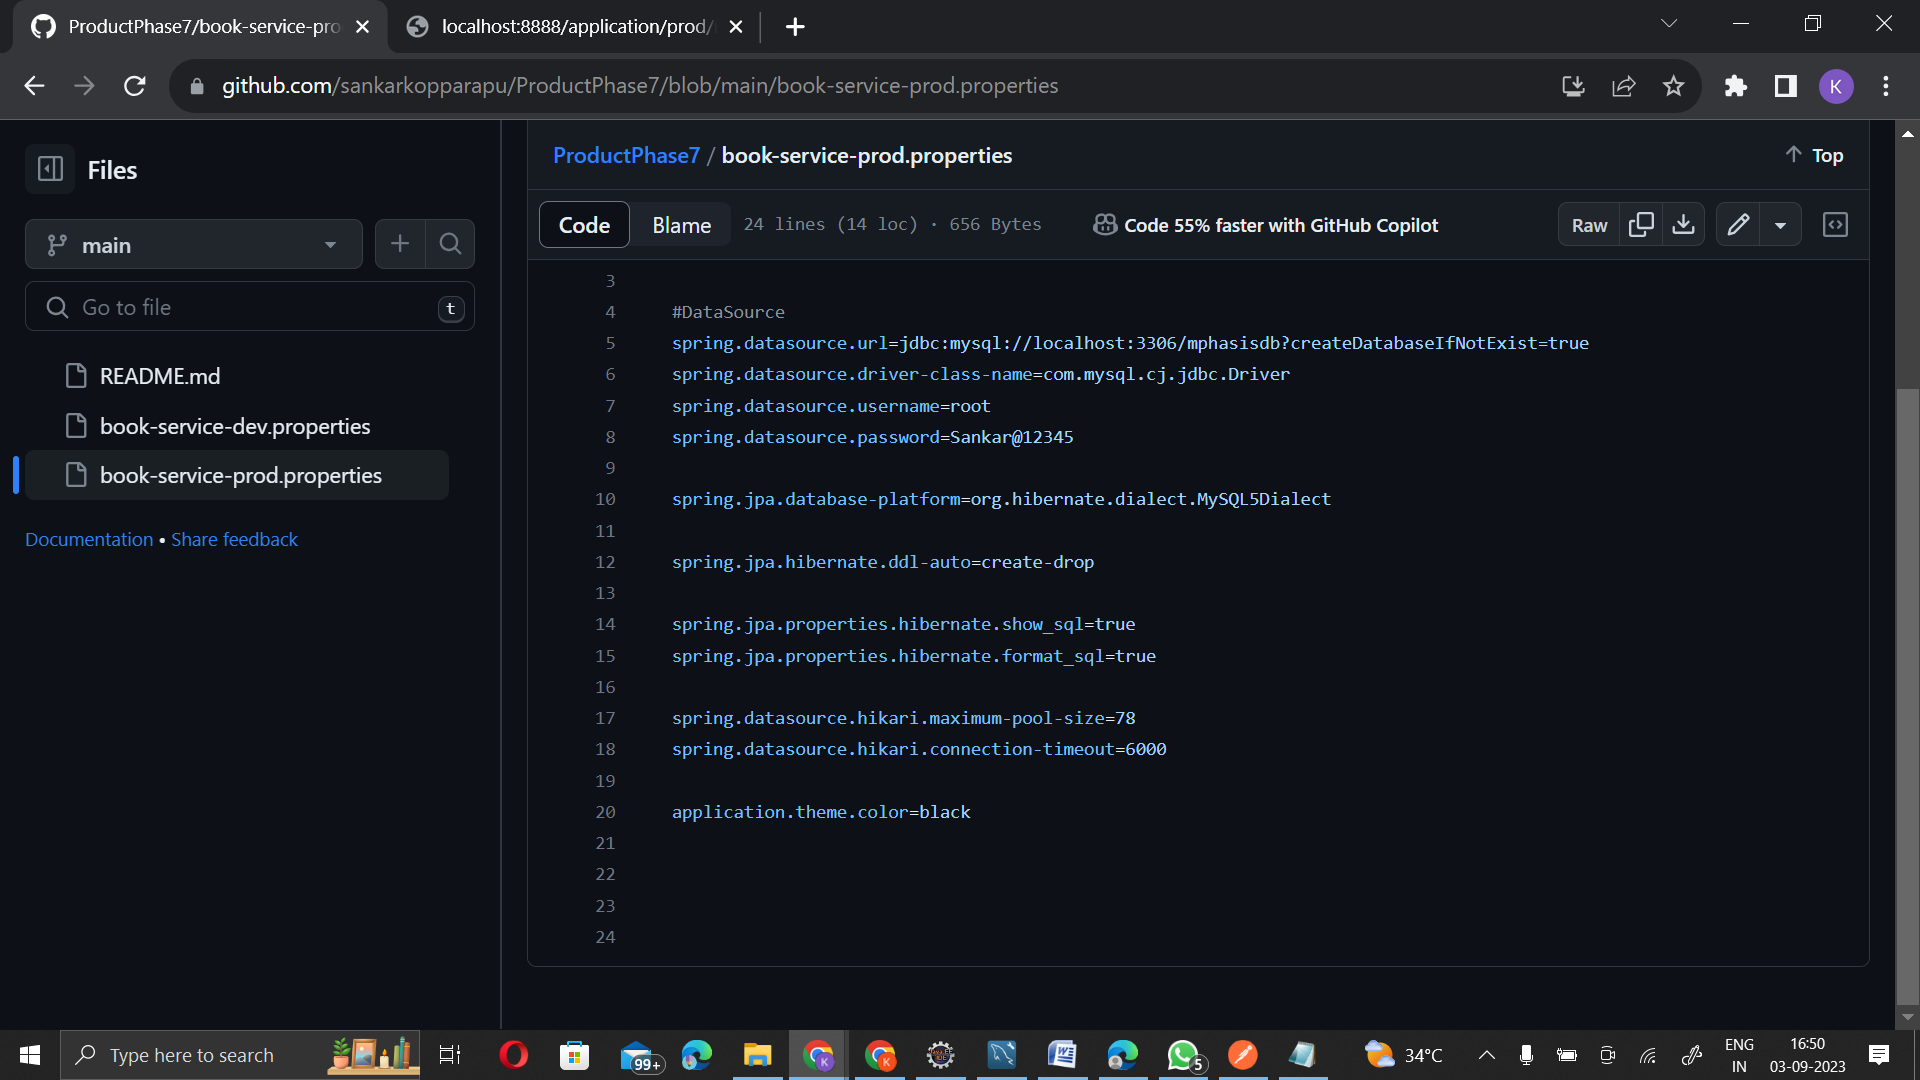 ProductPhase7/book-service-pro
localhost:8888/application/prod/
github.com/sankarkopparapu/ProductPhase7/blob/main/book-service-prod.properties
K
Files
main
Go to file
t
README.md
book-service-dev.properties
book-service-prod.properties
Documentation • Share feedback
ProductPhase7 / book-service-prod.properties
Top
Code
Blame
24 lines (14 loc) · 656 Bytes
Code 55% faster with GitHub Copilot
Raw
3
4 #DataSource
5 spring.datasource.url=jdbc:mysql://localhost:3306/mphasisdb?createDatabaseIfNotExist=true
6 spring.datasource.driver-class-name=com.mysql.cj.jdbc.Driver
7 spring.datasource.username=root
8 spring.datasource.password=Sankar@12345
9
10 spring.jpa.database-platform=org.hibernate.dialect.MySQL5Dialect
11
12 spring.jpa.hibernate.ddl-auto=create-drop
13
14 spring.jpa.properties.hibernate.show_sql=true
15 spring.jpa.properties.hibernate.format_sql=true
16
17 spring.datasource.hikari.maximum-pool-size=78
18 spring.datasource.hikari.connection-timeout=6000
19
20 application.theme.color=black
21
22
23
24
Type here to search
99+
K
K
5
34°C
ENG
IN
16:50
03-09-2023